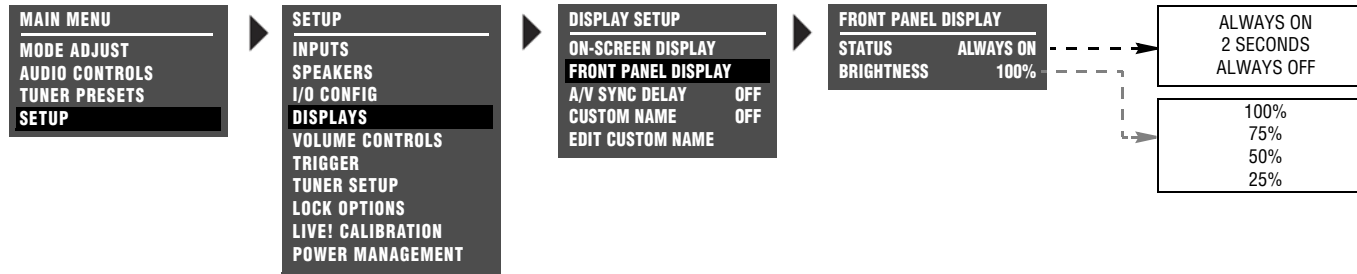 MAIN MENU
MODE ADJUST
AUDIO CONTROLS
TUNER PRESETS
SETUP
SETUP
INPUTS
SPEAKERS
I/O CONFIG
DISPLAYS
VOLUME CONTROLS
TRIGGER
TUNER SETUP
LOCK OPTIONS
LIVE! CALIBRATION
POWER MANAGEMENT
DISPLAY SETUP
ON-SCREEN DISPLAY
FRONT PANEL DISPLAY
A/V SYNC DELAY OFF
CUSTOM NAME OFF
EDIT CUSTOM NAME
FRONT PANEL DISPLAY
STATUS ALWAYS ON
BRIGHTNESS 100%
ALWAYS ON
2 SECONDS
ALWAYS OFF
100%
75%
50%
25%